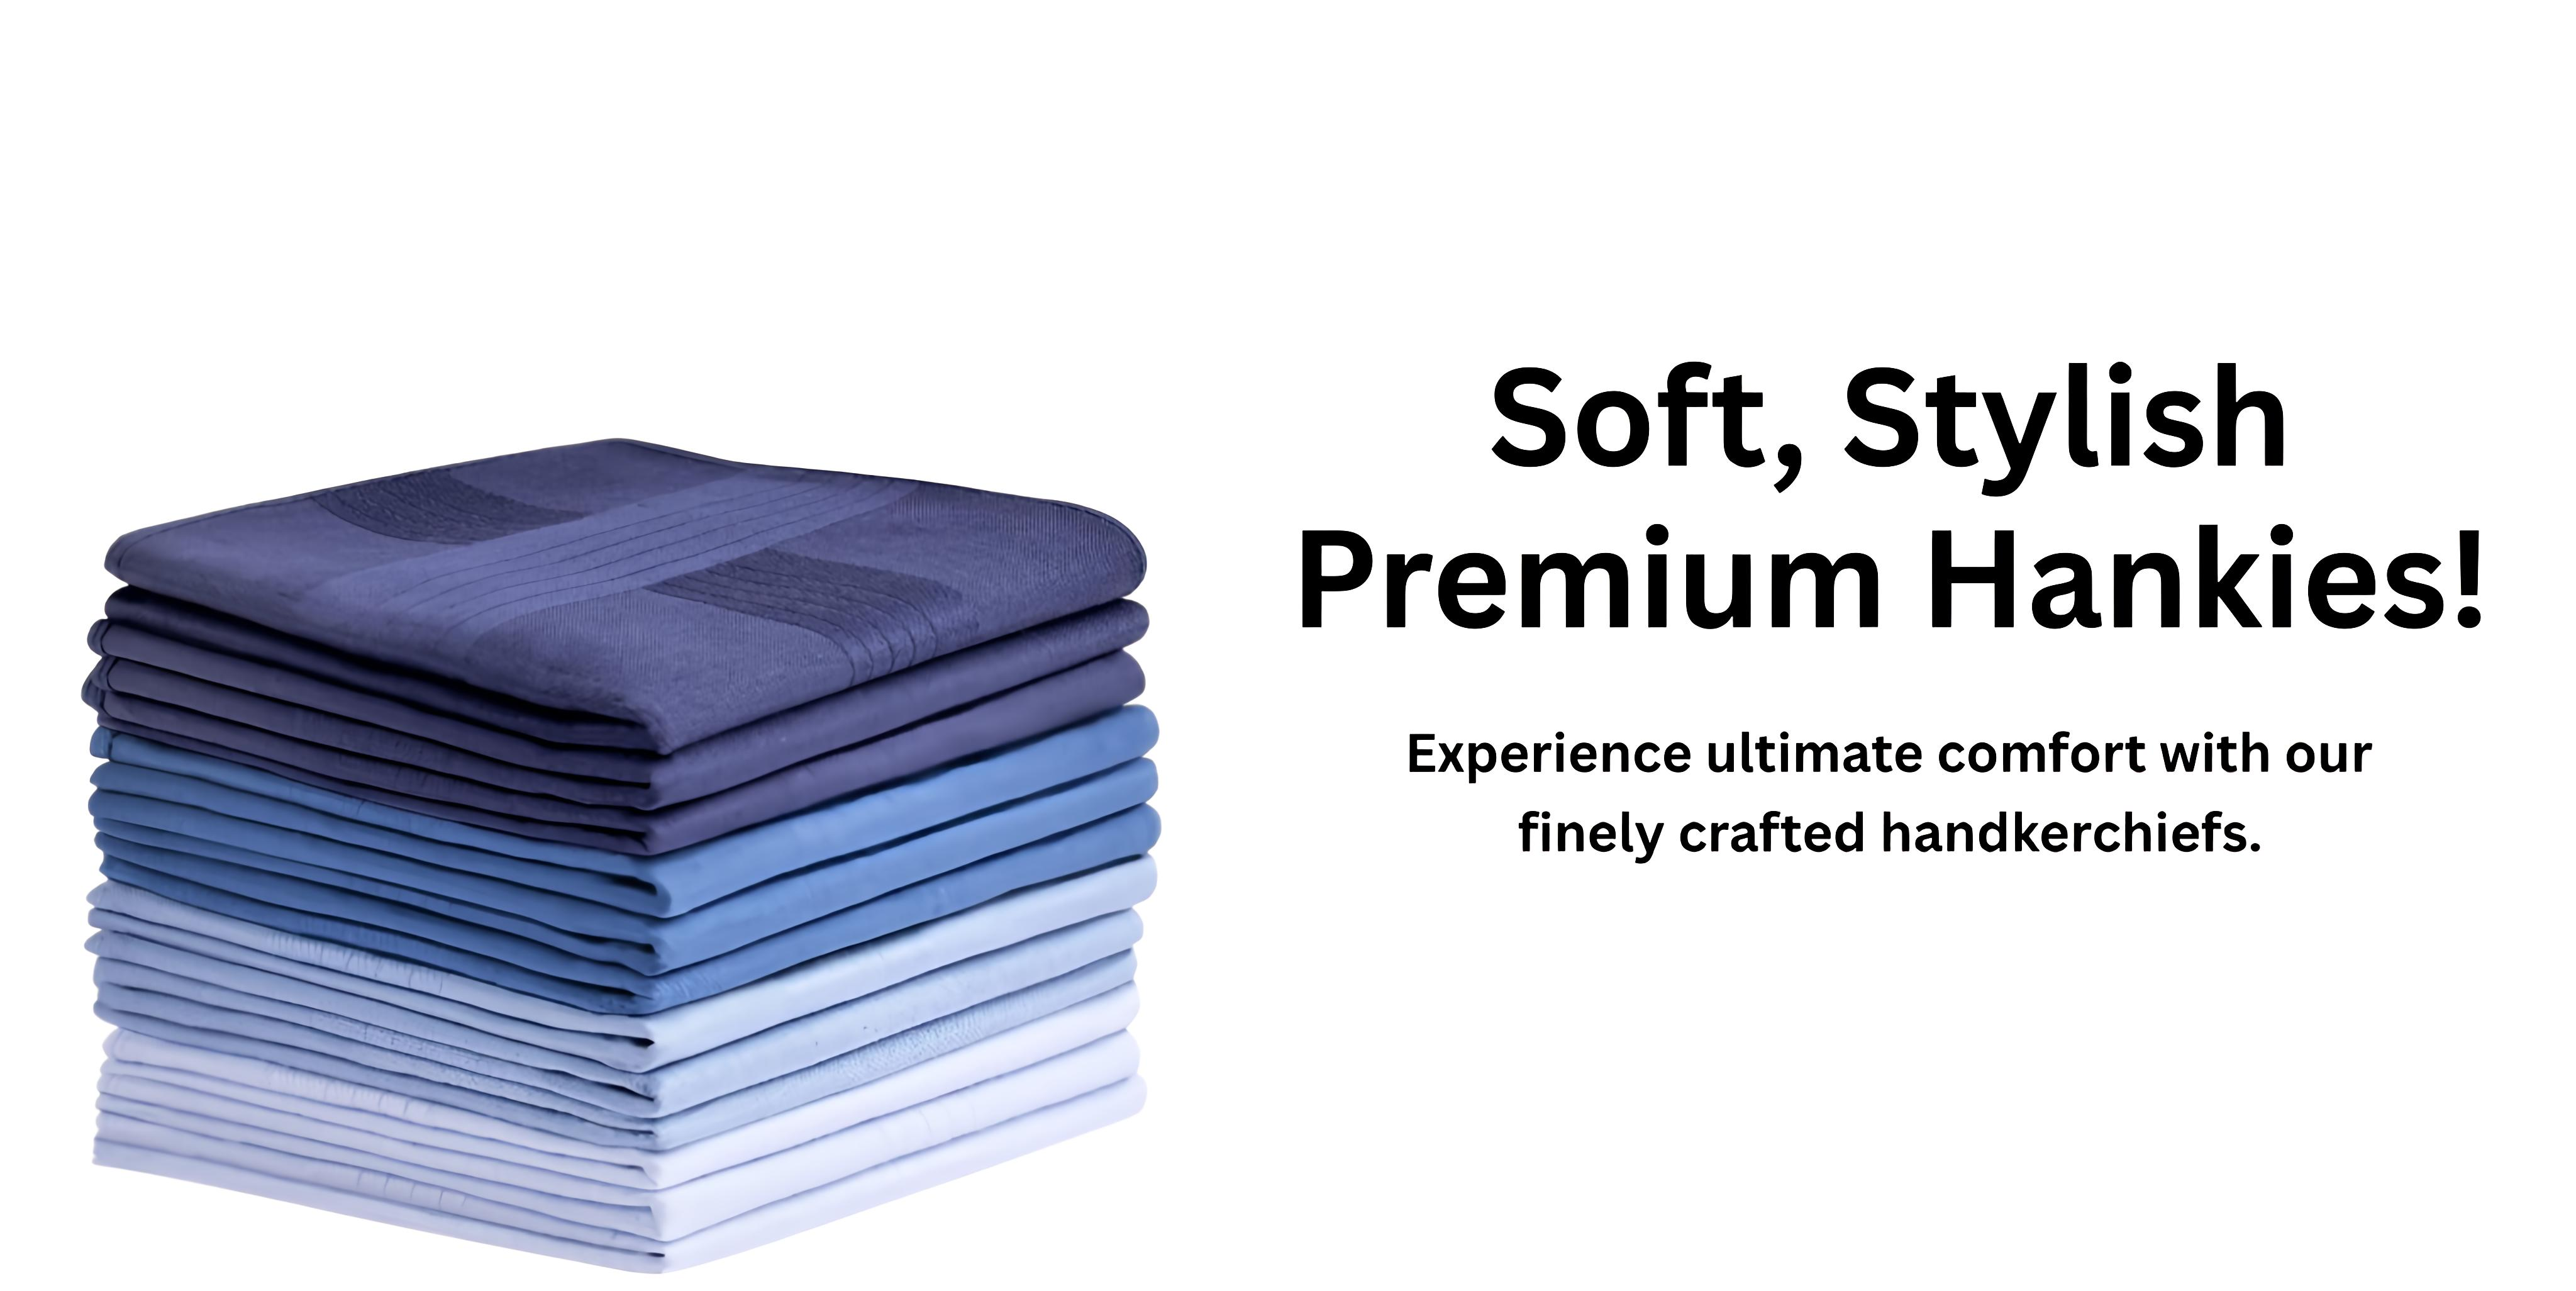 Soft, Stylish
Premium Hankies!
Experience ultimate comfort with our
finely crafted handkerchiefs.